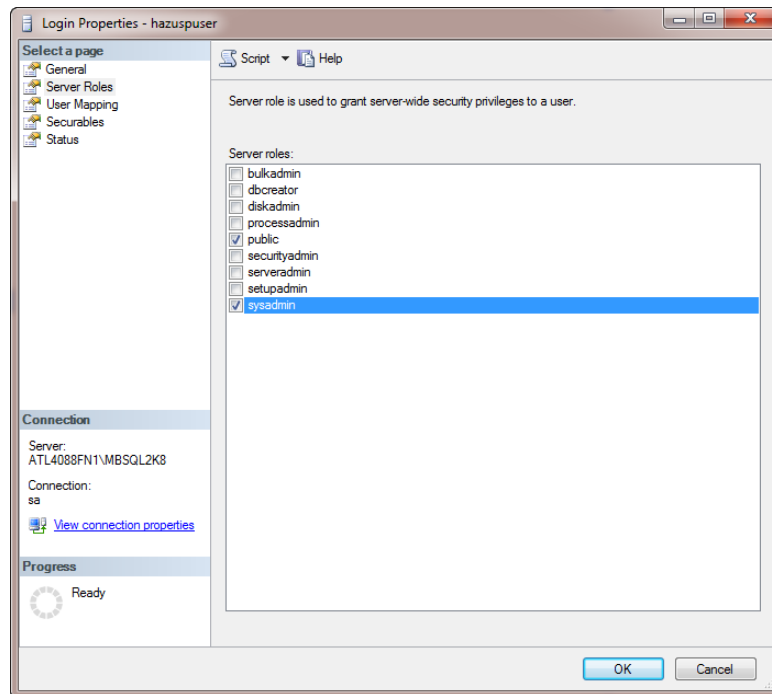 Login Properties - hazuspuser
Select a page
General
Server Roles
User Mapping
Securables
Status
Script
Help
Server role is used to grant server-wide security privileges to a user.
Server roles:
bulkadmin
dbcreator
diskadmin
processadmin
public
securityadmin
serveradmin
setupadmin
sysadmin
Connection
Server:
ATL4088FN1\MBSQL2K8
Connection:
sa
View connection properties
Progress
Ready
OK
Cancel